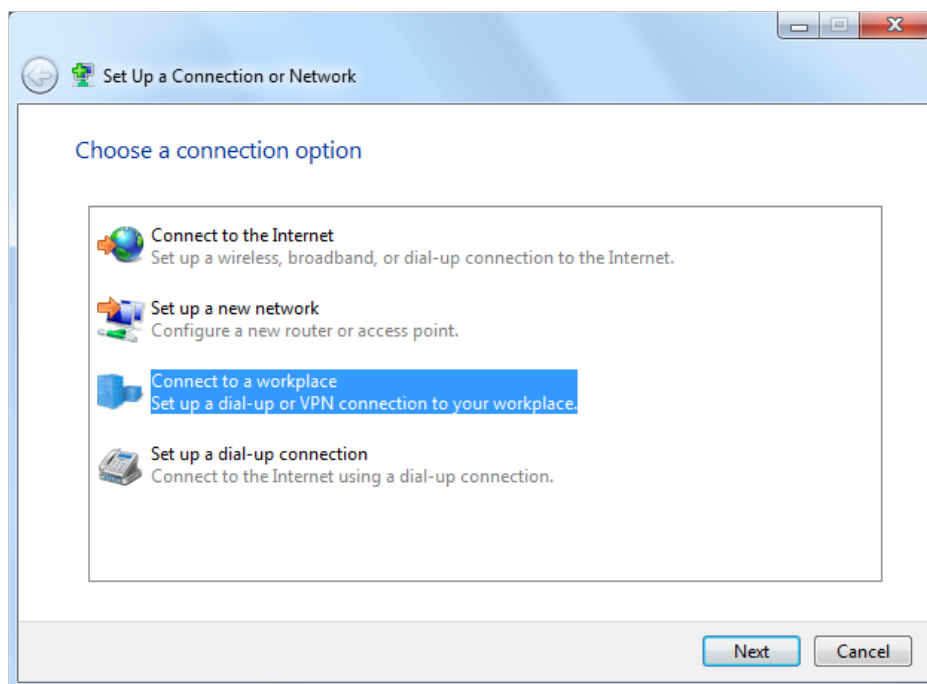 Set Up a Connection or Network
Choose a connection option
Connect to the Internet
Set up a wireless, broadband, or dial-up connection to the Internet.
Set up a new network
Configure a new router or access point.
Connect to a workplace
Set up a dial-up or VPN connection to your workplace.
Set up a dial-up connection
Connect to the Internet using a dial-up connection.
Next Cancel